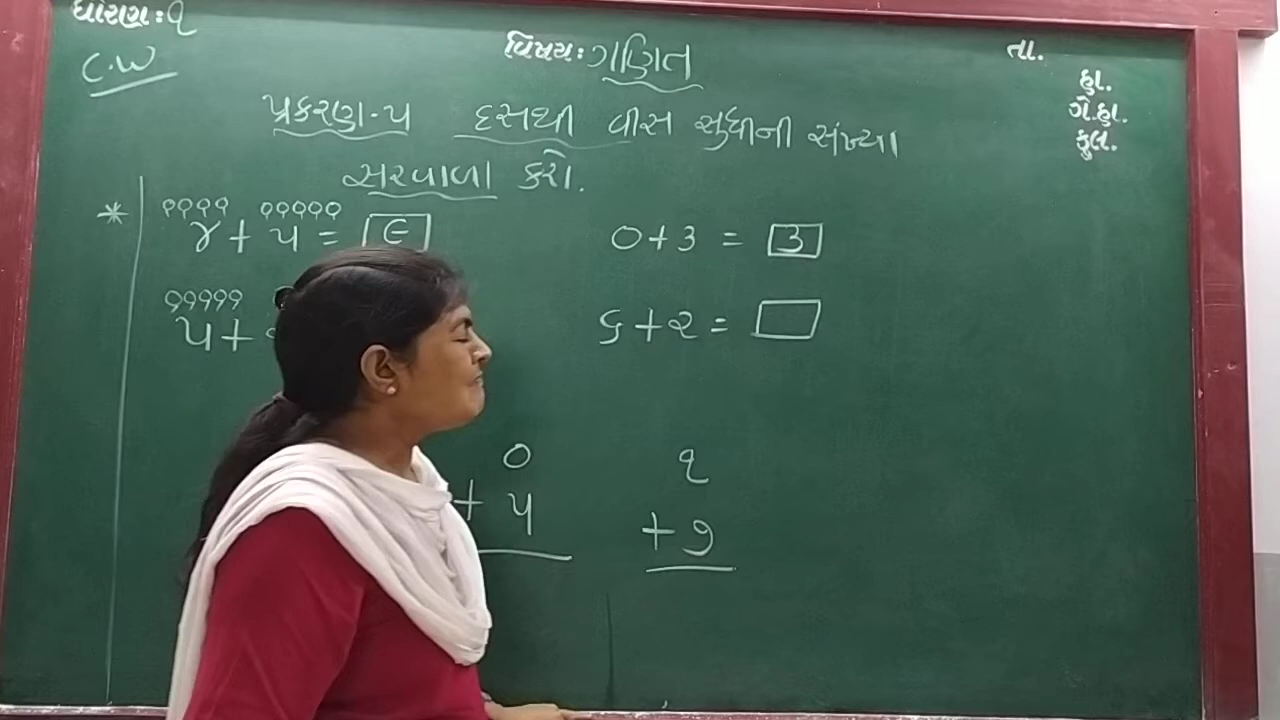 ધોરણ: ૧
વિષય: ગણિત
તા.
C.W
હા.
ગે.હા.
કુલ.
પ્રકરણ-૫ દસથી વીસ સુધીની સંખ્યા
સરવાળા કરો.
*
૪ + ૫ = ૯
૦ + ૩ = ૩
૫ +
૬ + ૨ =
૦
+ ૫
૧
+ ૭